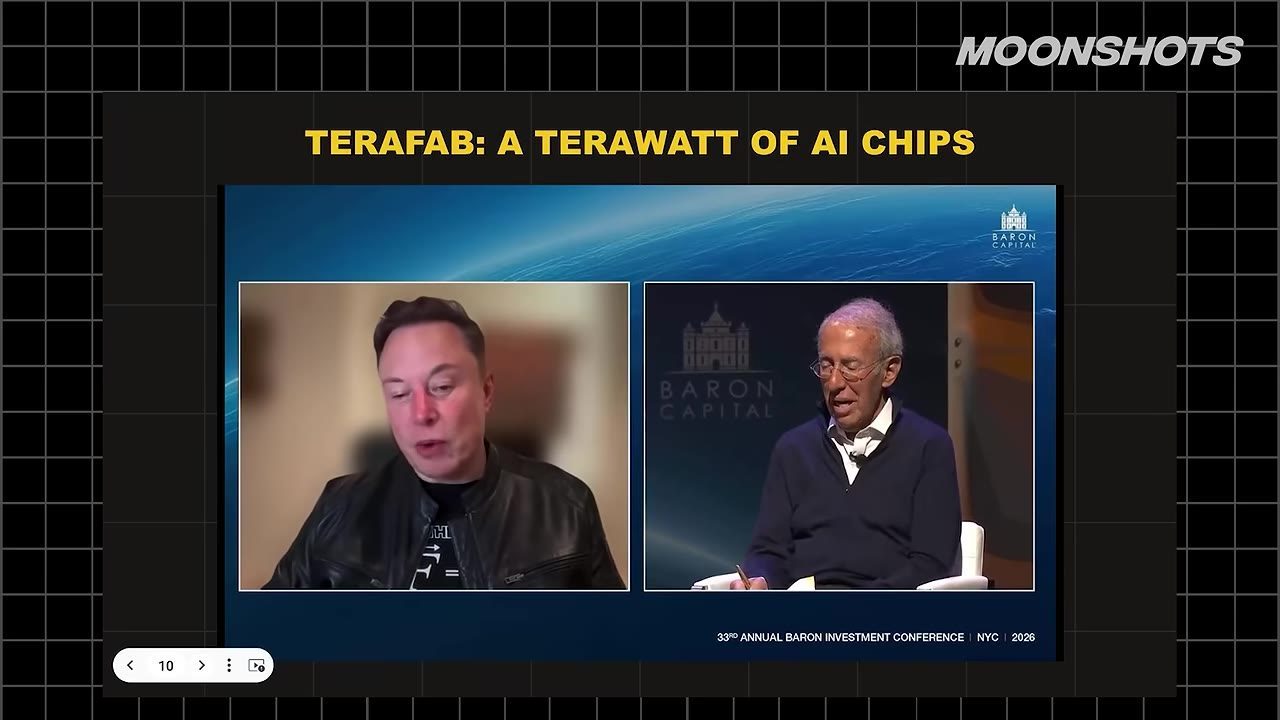 MOONSHOTS
TERAFAB: A TERAWATT OF AI CHIPS
BARON
CAPITAL
BARON
CAPITAL
33RD ANNUAL BARON INVESTMENT CONFERENCE | NYC | 2026
10